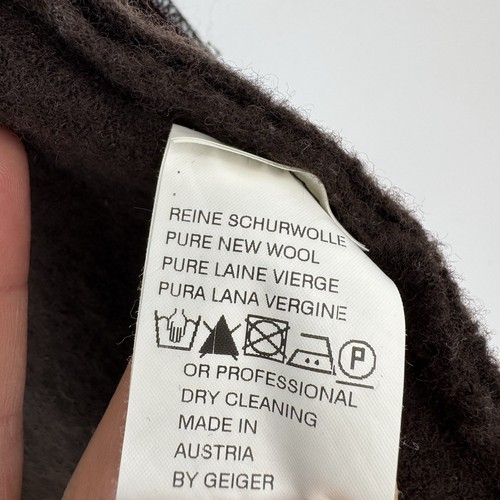 REINE SCHURWOLLE
PURE NEW WOOL
PURE LAINE VIERGE
PURA LANA VERGINE
P
OR PROFESSIONAL
DRY CLEANING
MADE IN
AUSTRIA
BY GEIGER